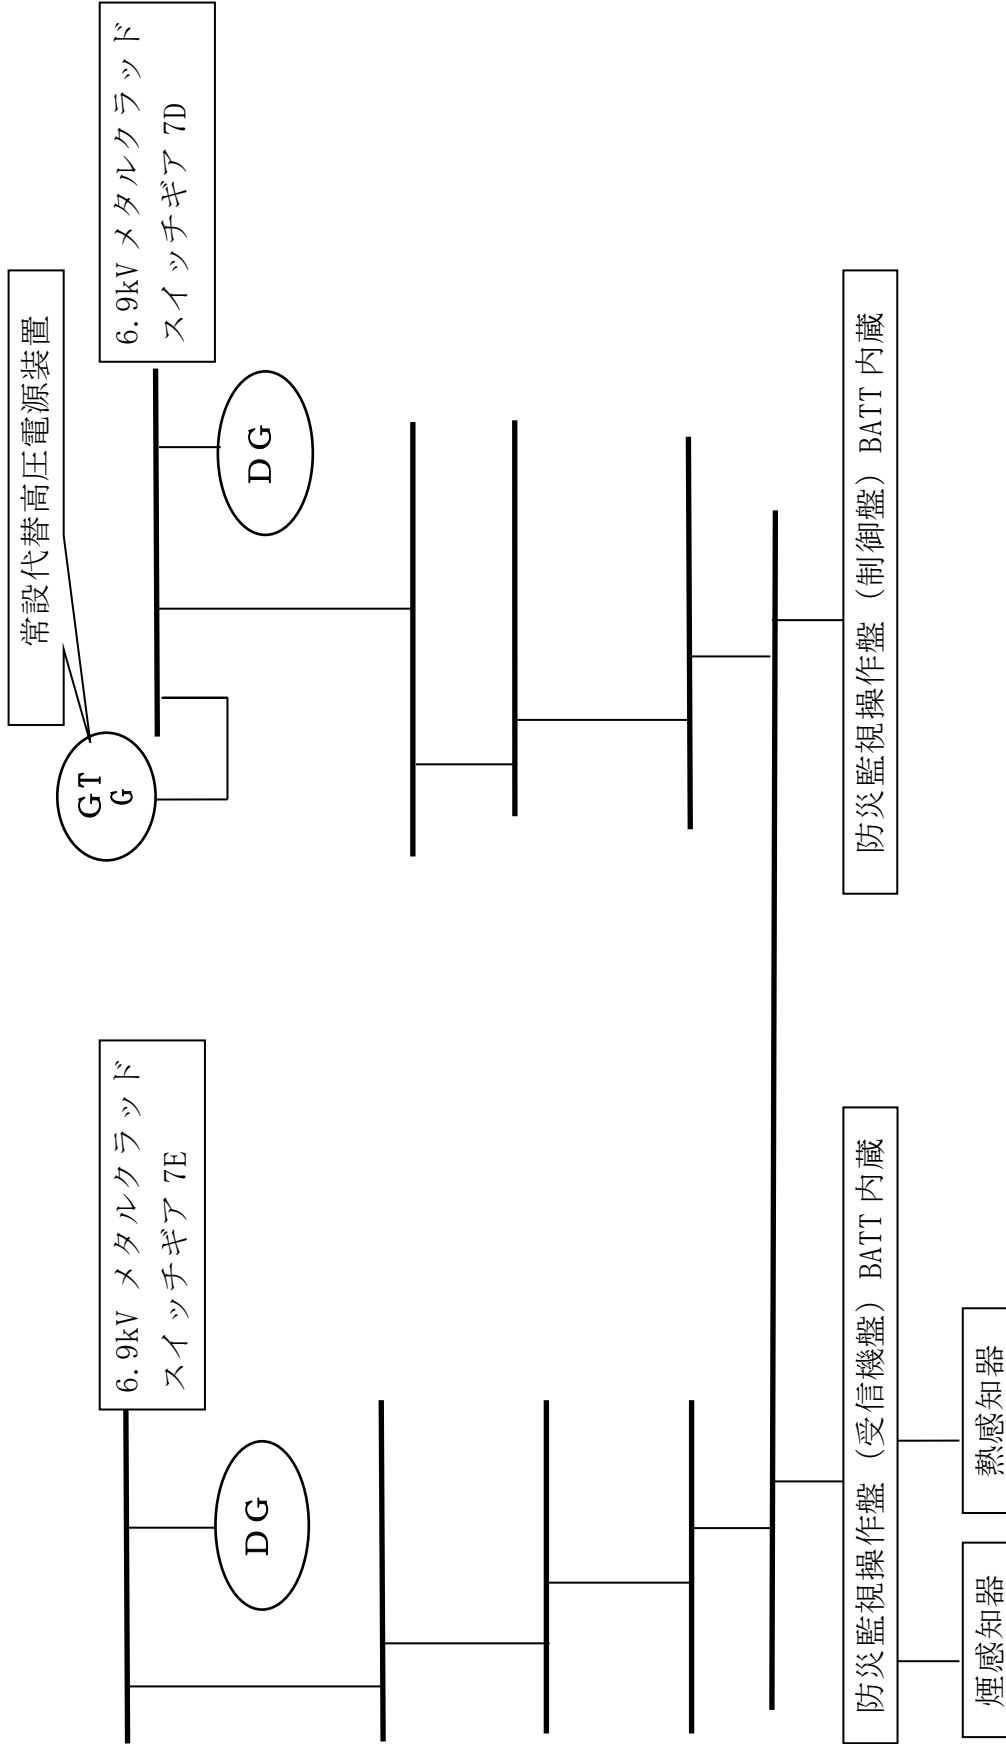 常設代替高圧電源装置
GT
G
6.9kV メタルクラッド
スイッチギア 7E
6.9kV メタルクラッド
スイッチギア 7D
DG
DG
防災監視操作盤（受信機盤）BATT 内蔵
防災監視操作盤（制御盤）BATT 内蔵
煙感知器
熱感知器